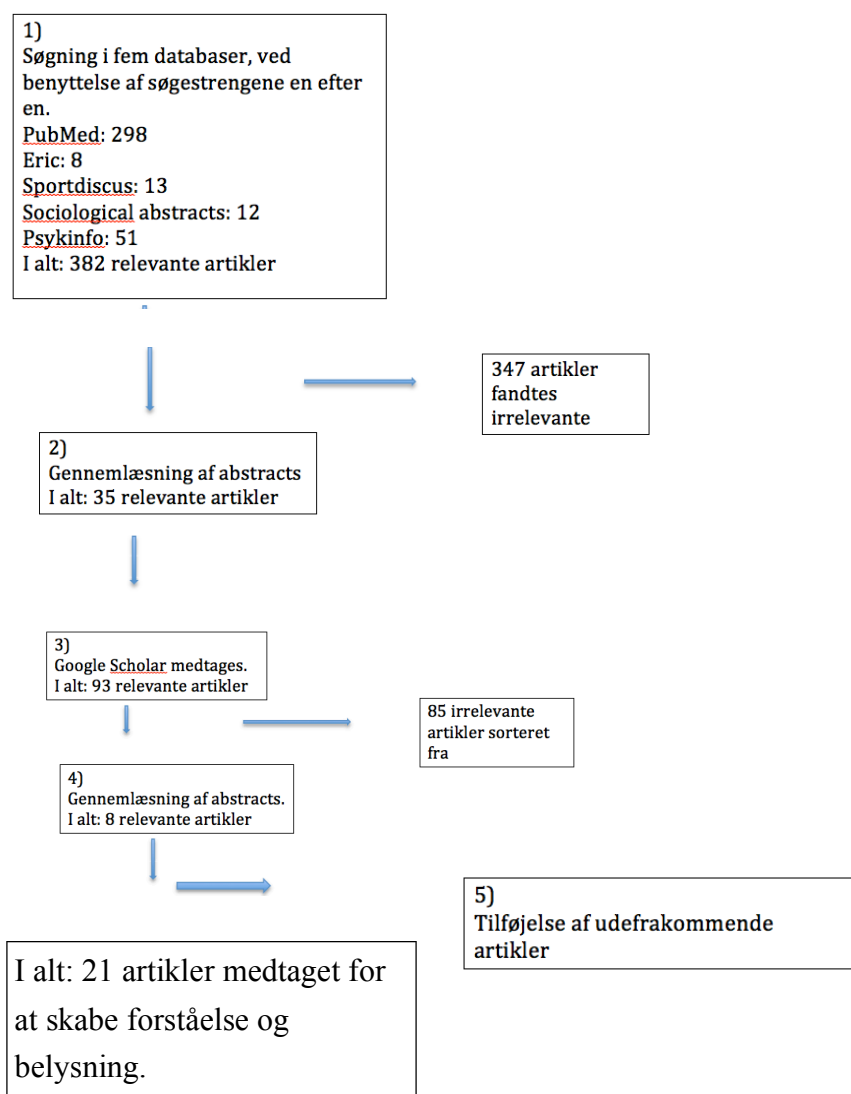 1)
Søgning i fem databaser, ved
benyttelse af søgestrengene en efter
en.
PubMed: 298
Eric: 8
Sportdiscus: 13
Sociological abstracts: 12
Psykinfo: 51
I alt: 382 relevante artikler
347 artikler
fandtes
irrelevante
2)
Gennemlæsning af abstracts
I alt: 35 relevante artikler
3)
Google Scholar medtages.
I alt: 93 relevante artikler
85 irrelevante
artikler sorteret
fra
4)
Gennemlæsning af abstracts.
I alt: 8 relevante artikler
5)
Tilføjelse af udefrakommende
artikler
I alt: 21 artikler medtaget for
at skabe forståelse og
belysning.